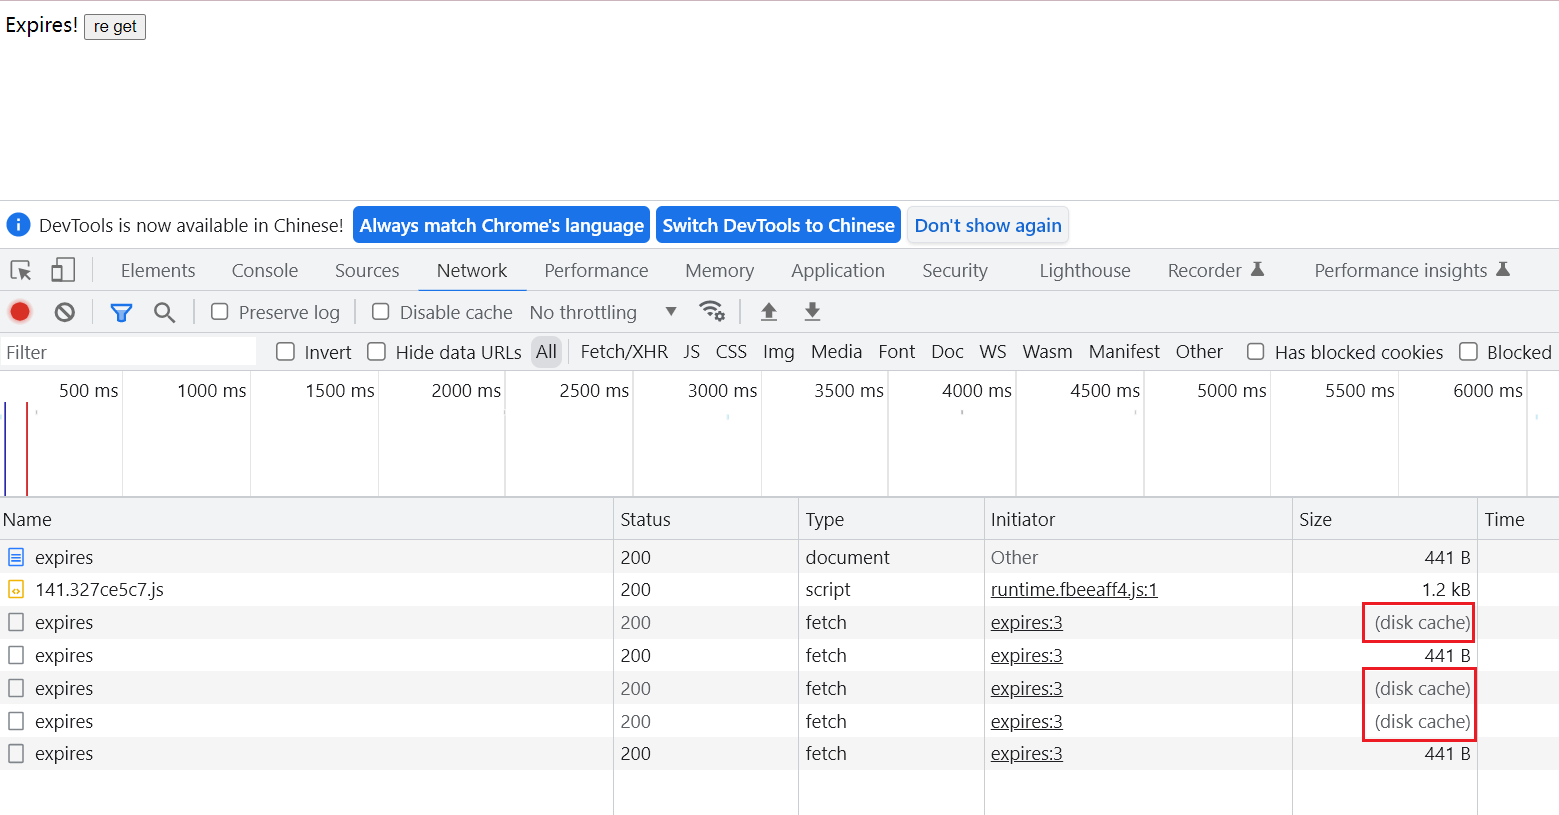 Expires! re get
DevTools is now available in Chinese! Always match Chrome's language Switch DevTools to Chinese Don't show again
Elements Console Sources Network Performance Memory Application Security Lighthouse Recorder Performance insights
Preserve log Disable cache No throttling
Filter Invert Hide data URLs All Fetch/XHR JS CSS Img Media Font Doc WS Wasm Manifest Other Has blocked cookies Blocked
500 ms 1000 ms 1500 ms 2000 ms 2500 ms 3000 ms 3500 ms 4000 ms 4500 ms 5000 ms 5500 ms 6000 ms
Name Status Type Initiator Size Time
expires 200 document Other 441 B
141.327ce5c7.js 200 script runtime.fbeeaff4.js:1 1.2 kB
expires 200 fetch expires:3 (disk cache)
expires 200 fetch expires:3 441 B
expires 200 fetch expires:3 (disk cache)
expires 200 fetch expires:3 (disk cache)
expires 200 fetch expires:3 441 B